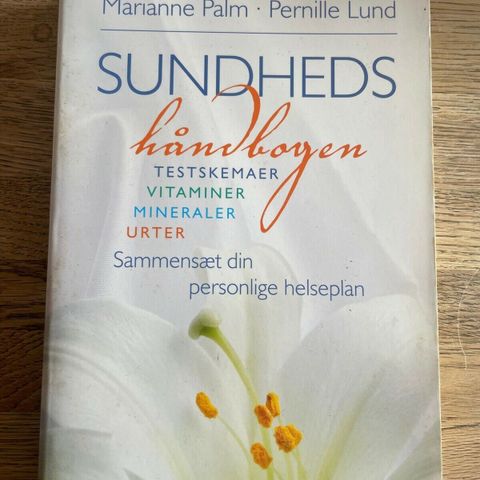 Marianne Palm · Pernille Lund
SUNDHEDS
håndbogen
TESTSKEMAER
VITAMINER
MINERALER
URTER
Sammensæt din
personlige helseplan